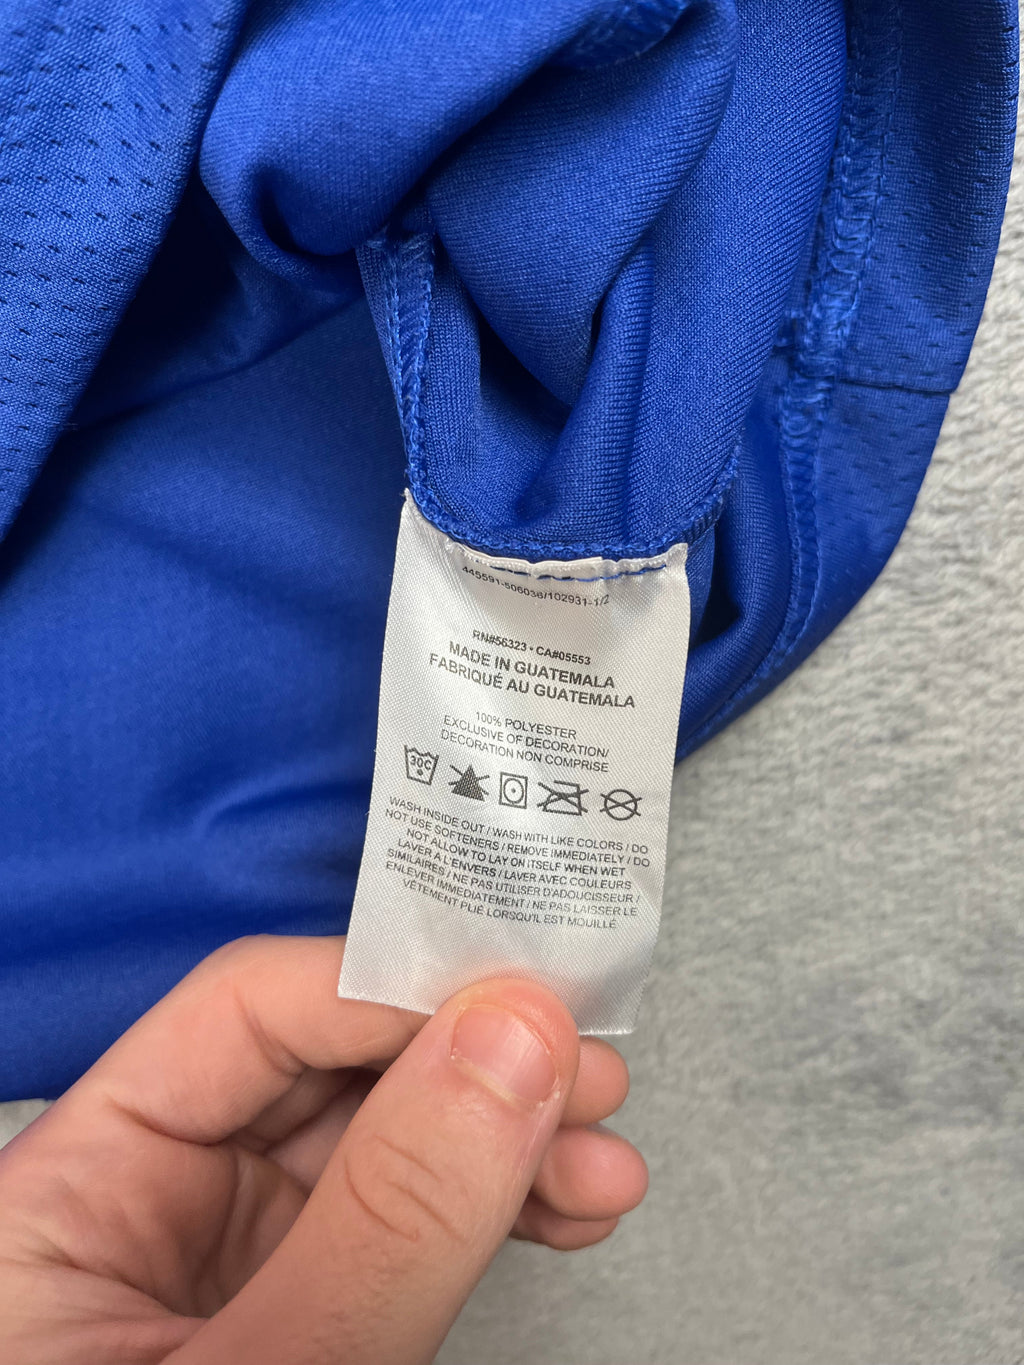 445591-506036/102931-1/2
RN#56323 • CA#05553
MADE IN GUATEMALA
FABRIQUÉ AU GUATEMALA
100% POLYESTER
EXCLUSIVE OF DECORATION/
DECORATION NON COMPRISE
30C
WASH INSIDE OUT / WASH WITH LIKE COLORS / DO
NOT USE SOFTENERS / REMOVE IMMEDIATELY / DO
NOT ALLOW TO LAY ON ITSELF WHEN WET
LAVER A L'ENVERS / LAVER AVEC COULEURS
SIMILAIRES / NE PAS UTILISER D'ADOUCISSEUR /
ENLEVER IMMEDIATEMENT / NE PAS LAISSER LE
VÊTEMENT PLIÉ LORSQU'IL EST MOUILLÉ.